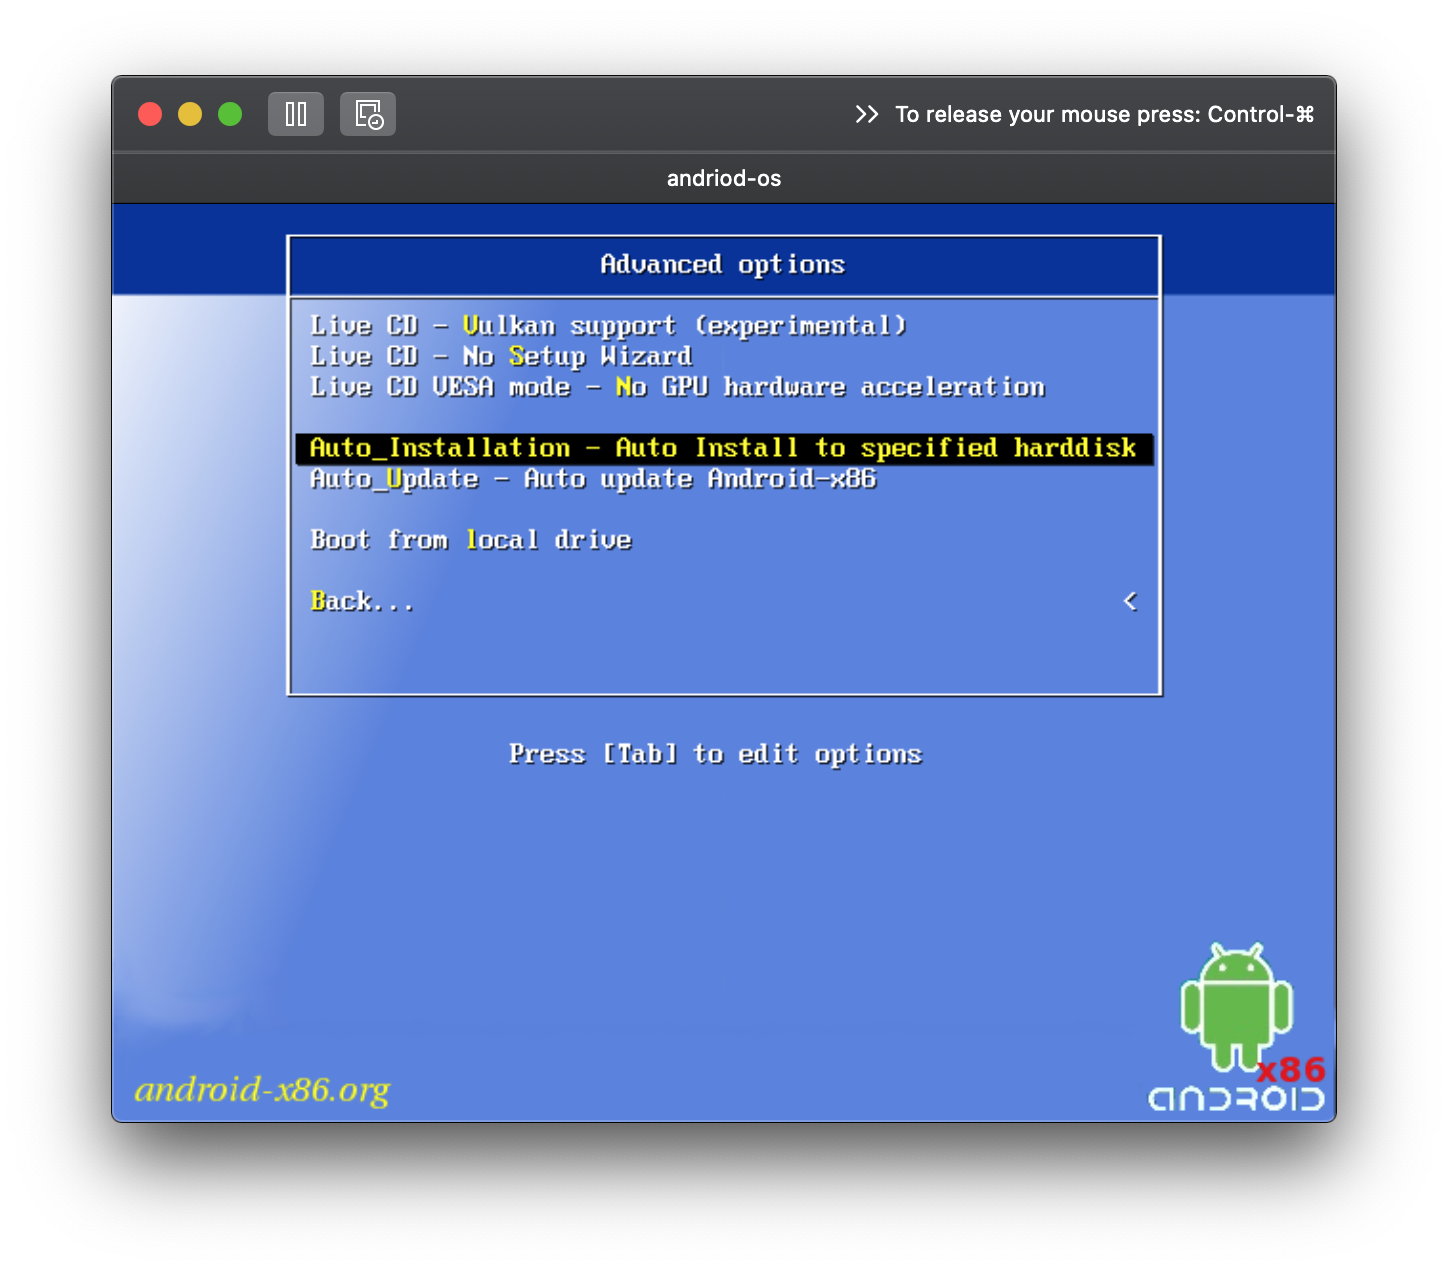 >> To release your mouse press: Control-⌘
andriod-os
Advanced options
Live CD - Vulkan support (experimental)
Live CD - No Setup Wizard
Live CD VESA mode - No GPU hardware acceleration
Auto_Installation - Auto Install to specified harddisk
Auto_Update - Auto update Android-x86
Boot from local drive
Back... <
Press [Tab] to edit options
android-x86.org
x86
ANDROID